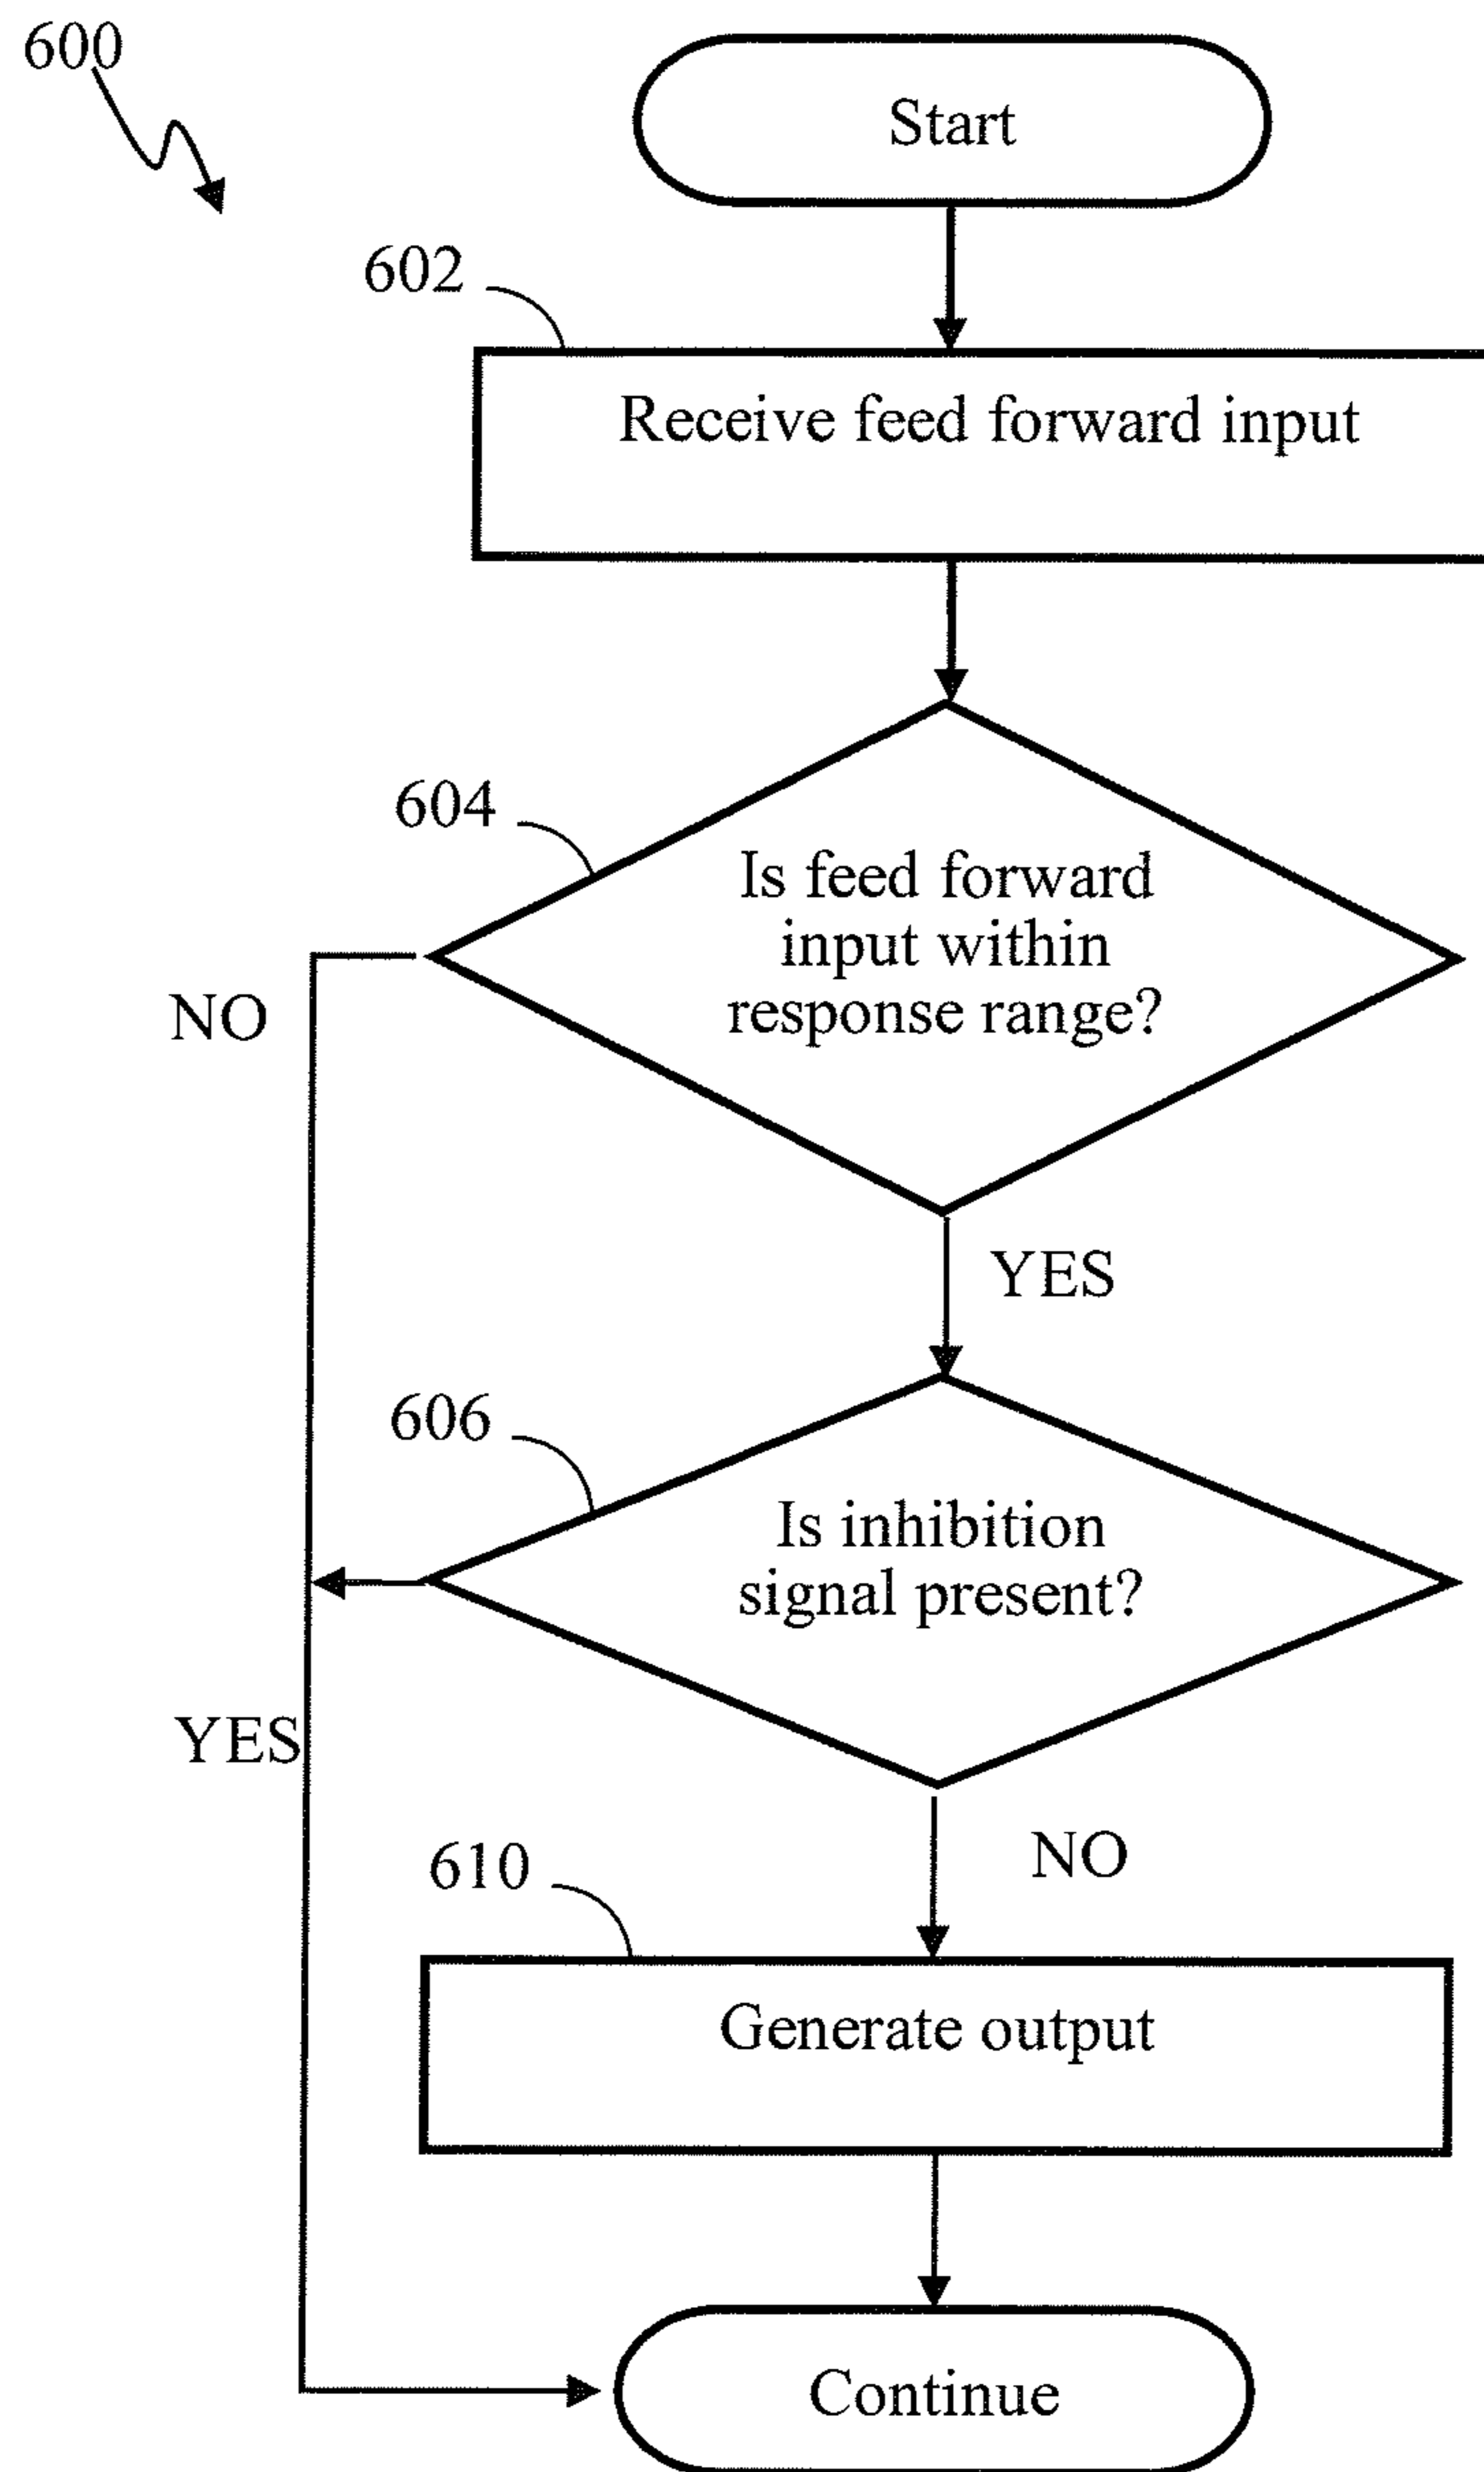 600
Start
602
Receive feed forward input
604
Is feed forward
input within
response range?
NO
YES
606
Is inhibition
signal present?
YES
NO
610
Generate output
Continue